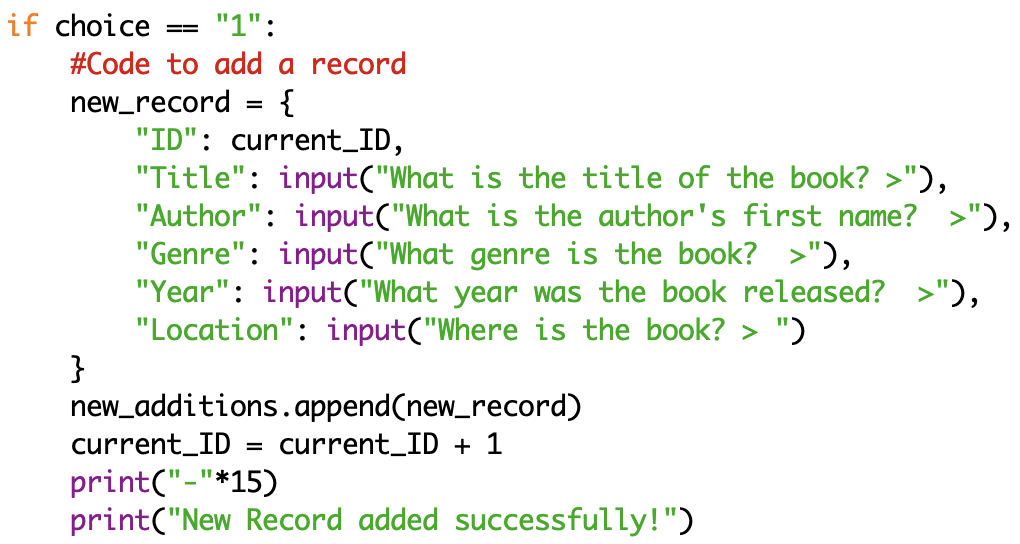 if choice == "1":
    #Code to add a record
    new_record = {
        "ID": current_ID,
        "Title": input("What is the title of the book? >"),
        "Author": input("What is the author's first name?  >"),
        "Genre": input("What genre is the book?  >"),
        "Year": input("What year was the book released?  >"),
        "Location": input("Where is the book? > ")
    }
    new_additions.append(new_record)
    current_ID = current_ID + 1
    print("-"*15)
    print("New Record added successfully!")